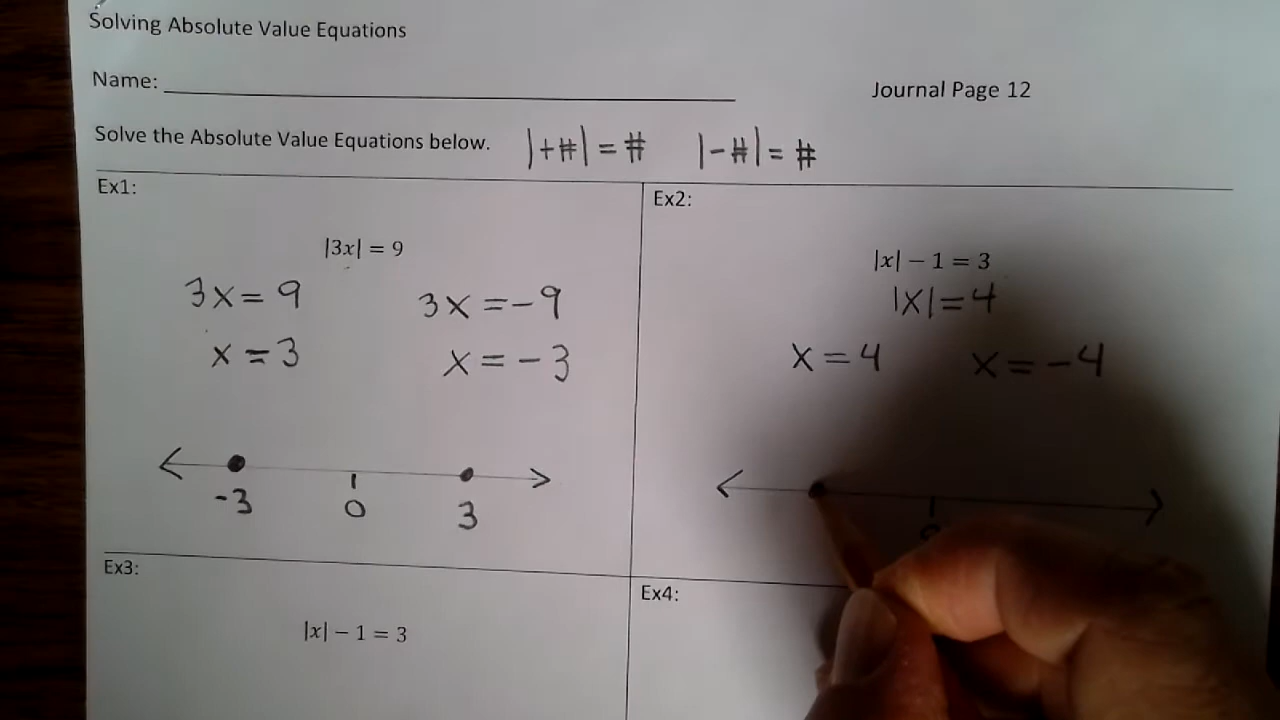 Solving Absolute Value Equations
Name:
Journal Page 12
Solve the Absolute Value Equations below. |+#| = # |-#| = #
Ex1:
|3x| = 9
3x = 9 3x = -9
x = 3 x = -3
-3 0 3
Ex2:
|x| − 1 = 3
|x| = 4
x = 4 x = -4
Ex3:
|x| − 1 = 3
Ex4: